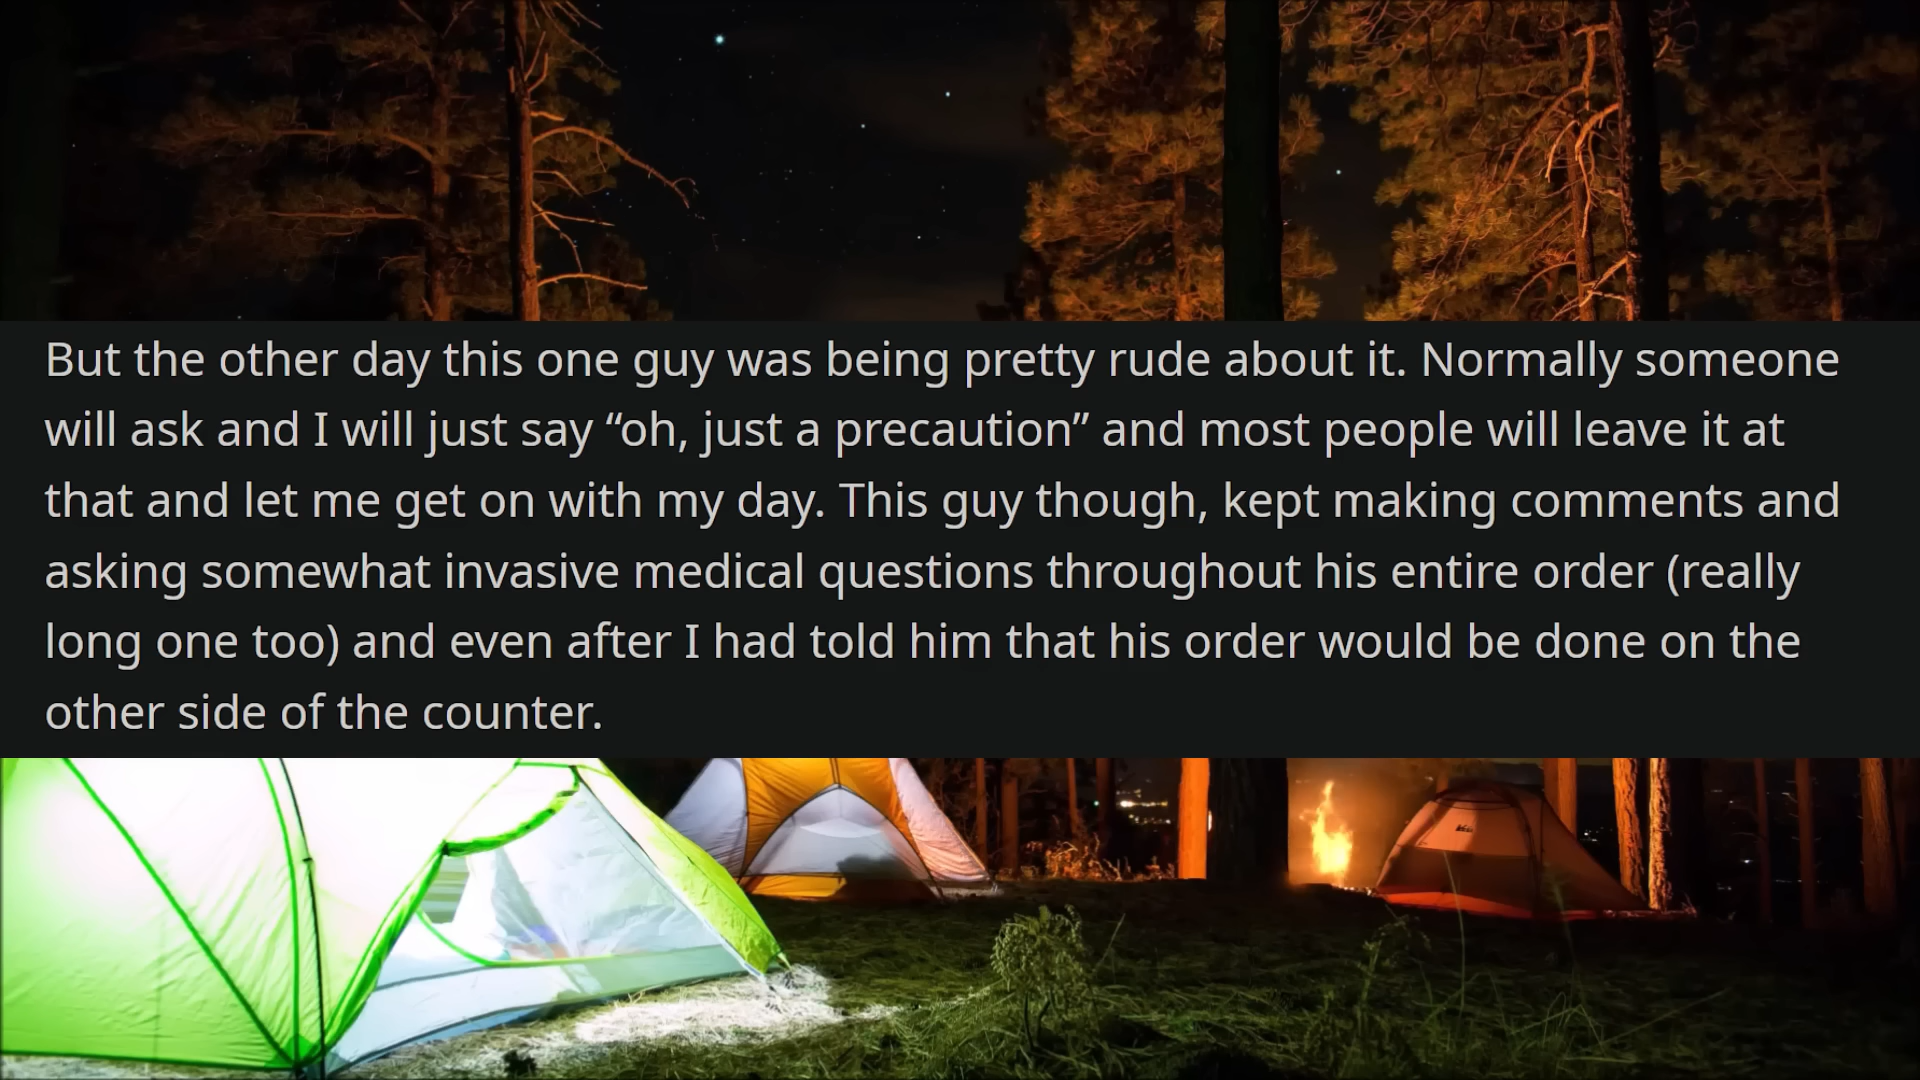 But the other day this one guy was being pretty rude about it. Normally someone
will ask and I will just say “oh, just a precaution” and most people will leave it at
that and let me get on with my day. This guy though, kept making comments and
asking somewhat invasive medical questions throughout his entire order (really
long one too) and even after I had told him that his order would be done on the
other side of the counter.